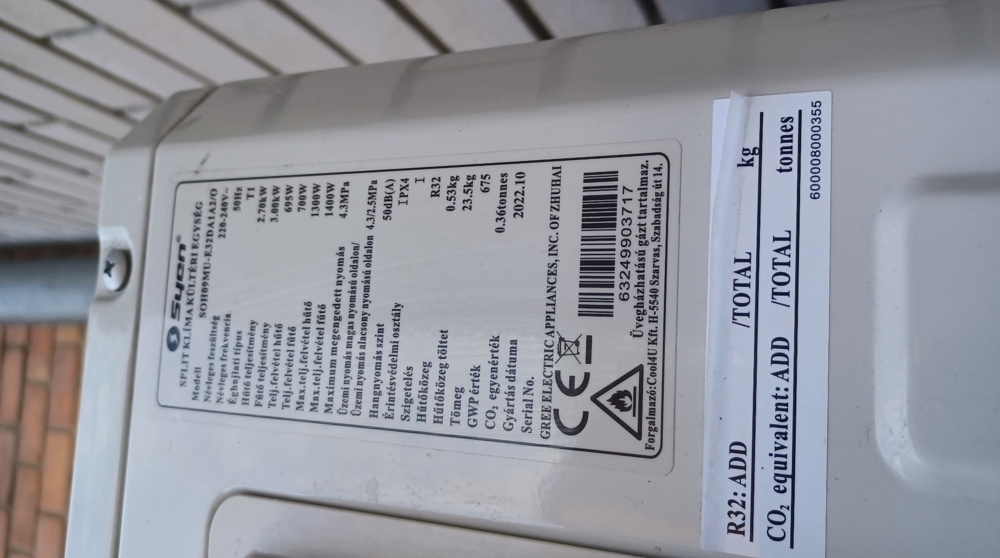 Syen®
SPLIT KLÍMA KÜLTÉRI EGYSÉG
Modell SOH09MU-E32DA1A2/O
Névleges feszültség 220-240V~
Névleges frekvencia 50Hz
Éghajlati típus T1
Hűtő teljesítmény 2.70kW
Fűtő teljesítmény 3.00kW
Telj.felvétel hűtő 695W
Telj.felvétel fűtő 700W
Max.telj.felvétel hűtő 1300W
Max.telj.felvétel fűtő 1400W
Maximum megengedett nyomás 4.3MPa
Üzemi nyomás magas nyomású oldalon/
Üzemi nyomás alacsony nyomású oldalon 4.3/2.5MPa
Hangnyomás szint 50dB(A)
Érintésvédelmi osztály IPX4
Szigetelés I
Hűtőközeg R32
Hűtőközeg töltet 0.53kg
Tömeg 23.5kg
GWP érték 675
CO₂ egyenérték 0.36tonnes
Gyártás dátuma 2022.10
Serial No.
GREE ELECTRIC APPLIANCES, INC. OF ZHUHAI
CE
632499903717
Üvegházhatású gázt tartalmaz.
Forgalmazó:Cool4U Kft. H-5540 Szarvas, Szabadság út 14.
R32: ADD /TOTAL kg
CO₂ equivalent: ADD /TOTAL tonnes
600008000355